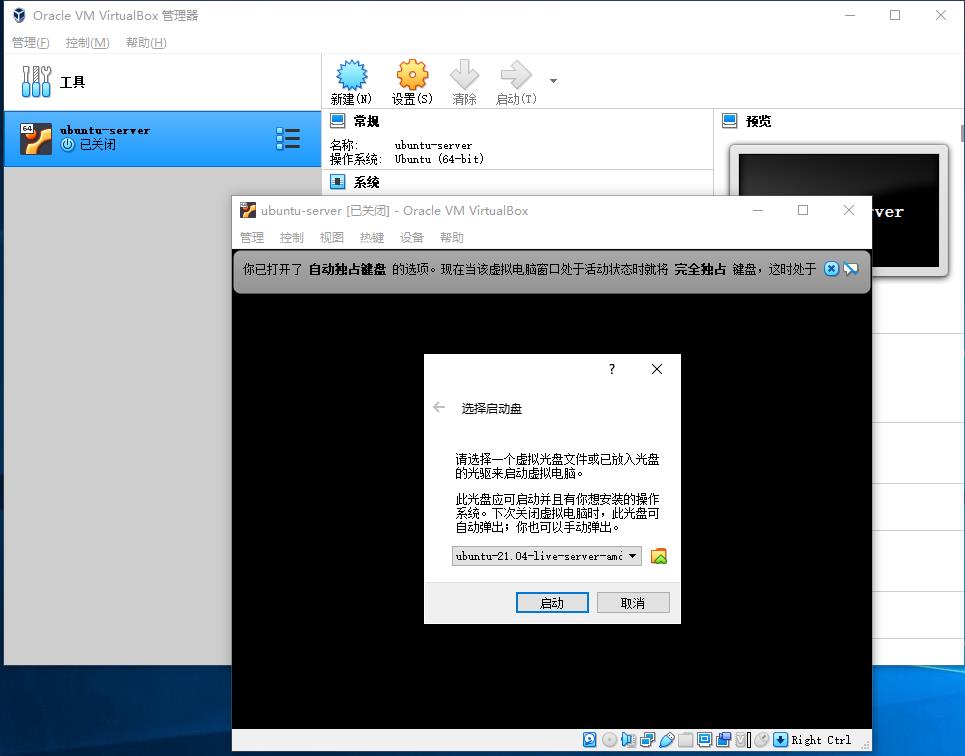 Oracle VM VirtualBox 管理器
管理(F) 控制(M) 帮助(H)
工具
新建(N) 设置(S) 清除 启动(T)
64
ubuntu-server
已关闭
常规
名称: ubuntu-server
操作系统: Ubuntu (64-bit)
系统
预览
ver
ubuntu-server [已关闭] - Oracle VM VirtualBox
管理 控制 视图 热键 设备 帮助
你已打开了 自动独占键盘 的选项。现在当该虚拟电脑窗口处于活动状态时就将 完全独占 键盘，这时处于
?
选择启动盘
请选择一个虚拟光盘文件或已放入光盘
的光驱来启动虚拟电脑。
此光盘应可启动并且有你想安装的操作
系统。下次关闭虚拟电脑时，此光盘可
自动弹出；你也可以手动弹出。
ubuntu-21.04-live-server-amd
启动 取消
Right Ctrl